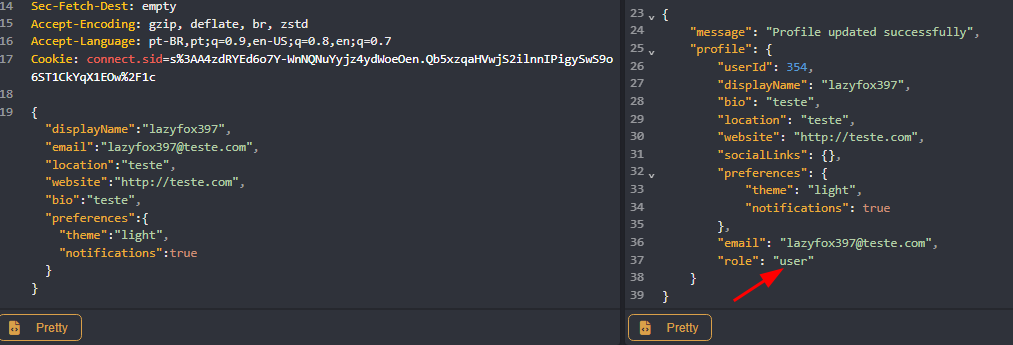 14 Sec-Fetch-Dest: empty
15 Accept-Encoding: gzip, deflate, br, zstd
16 Accept-Language: pt-BR,pt;q=0.9,en-US;q=0.8,en;q=0.7
17 Cookie: connect.sid=s%3AA4zdRYEd6o7Y-WnNQNuYyjz4ydWoeOen.Qb5xzqaHVwjS2ilnnIPigySwS9o
6ST1CkYqX1EOw%2F1c
18
19 {
"displayName":"lazyfox397",
"email":"lazyfox397@teste.com",
"location":"teste",
"website":"http://teste.com",
"bio":"teste",
"preferences":{
"theme":"light",
"notifications":true
}
}
Pretty
23 {
24 "message": "Profile updated successfully",
25 "profile": {
26 "userId": 354,
27 "displayName": "lazyfox397",
28 "bio": "teste",
29 "location": "teste",
30 "website": "http://teste.com",
31 "socialLinks": {},
32 "preferences": {
33 "theme": "light",
34 "notifications": true
35 },
36 "email": "lazyfox397@teste.com",
37 "role": "user"
38 }
39 }
Pretty